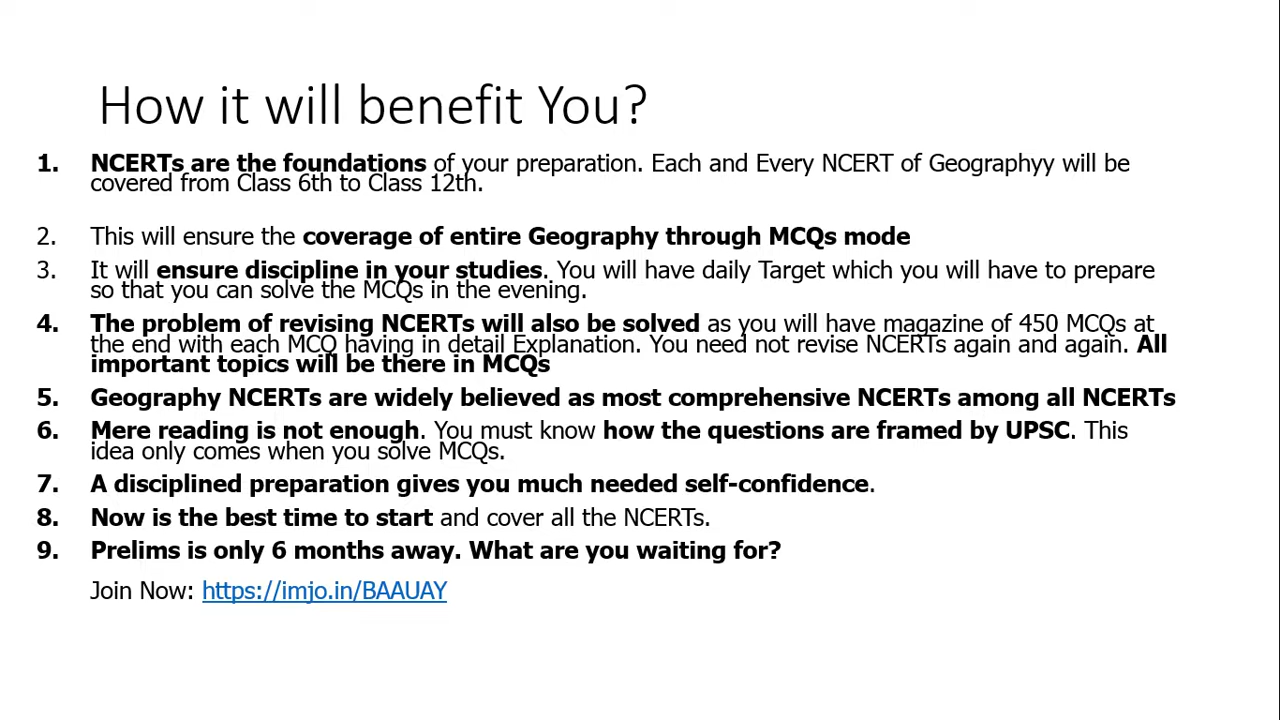 How it will benefit You?
1. NCERTs are the foundations of your preparation. Each and Every NCERT of Geographyy will be
covered from Class 6th to Class 12th.
2. This will ensure the coverage of entire Geography through MCQs mode
3. It will ensure discipline in your studies. You will have daily Target which you will have to prepare
so that you can solve the MCQs in the evening.
4. The problem of revising NCERTs will also be solved as you will have magazine of 450 MCQs at
the end with each MCQ having in detail Explanation. You need not revise NCERTs again and again. All
important topics will be there in MCQs
5. Geography NCERTs are widely believed as most comprehensive NCERTs among all NCERTs
6. Mere reading is not enough. You must know how the questions are framed by UPSC. This
idea only comes when you solve MCQs.
7. A disciplined preparation gives you much needed self-confidence.
8. Now is the best time to start and cover all the NCERTs.
9. Prelims is only 6 months away. What are you waiting for?
Join Now: https://imjo.in/BAAUAY